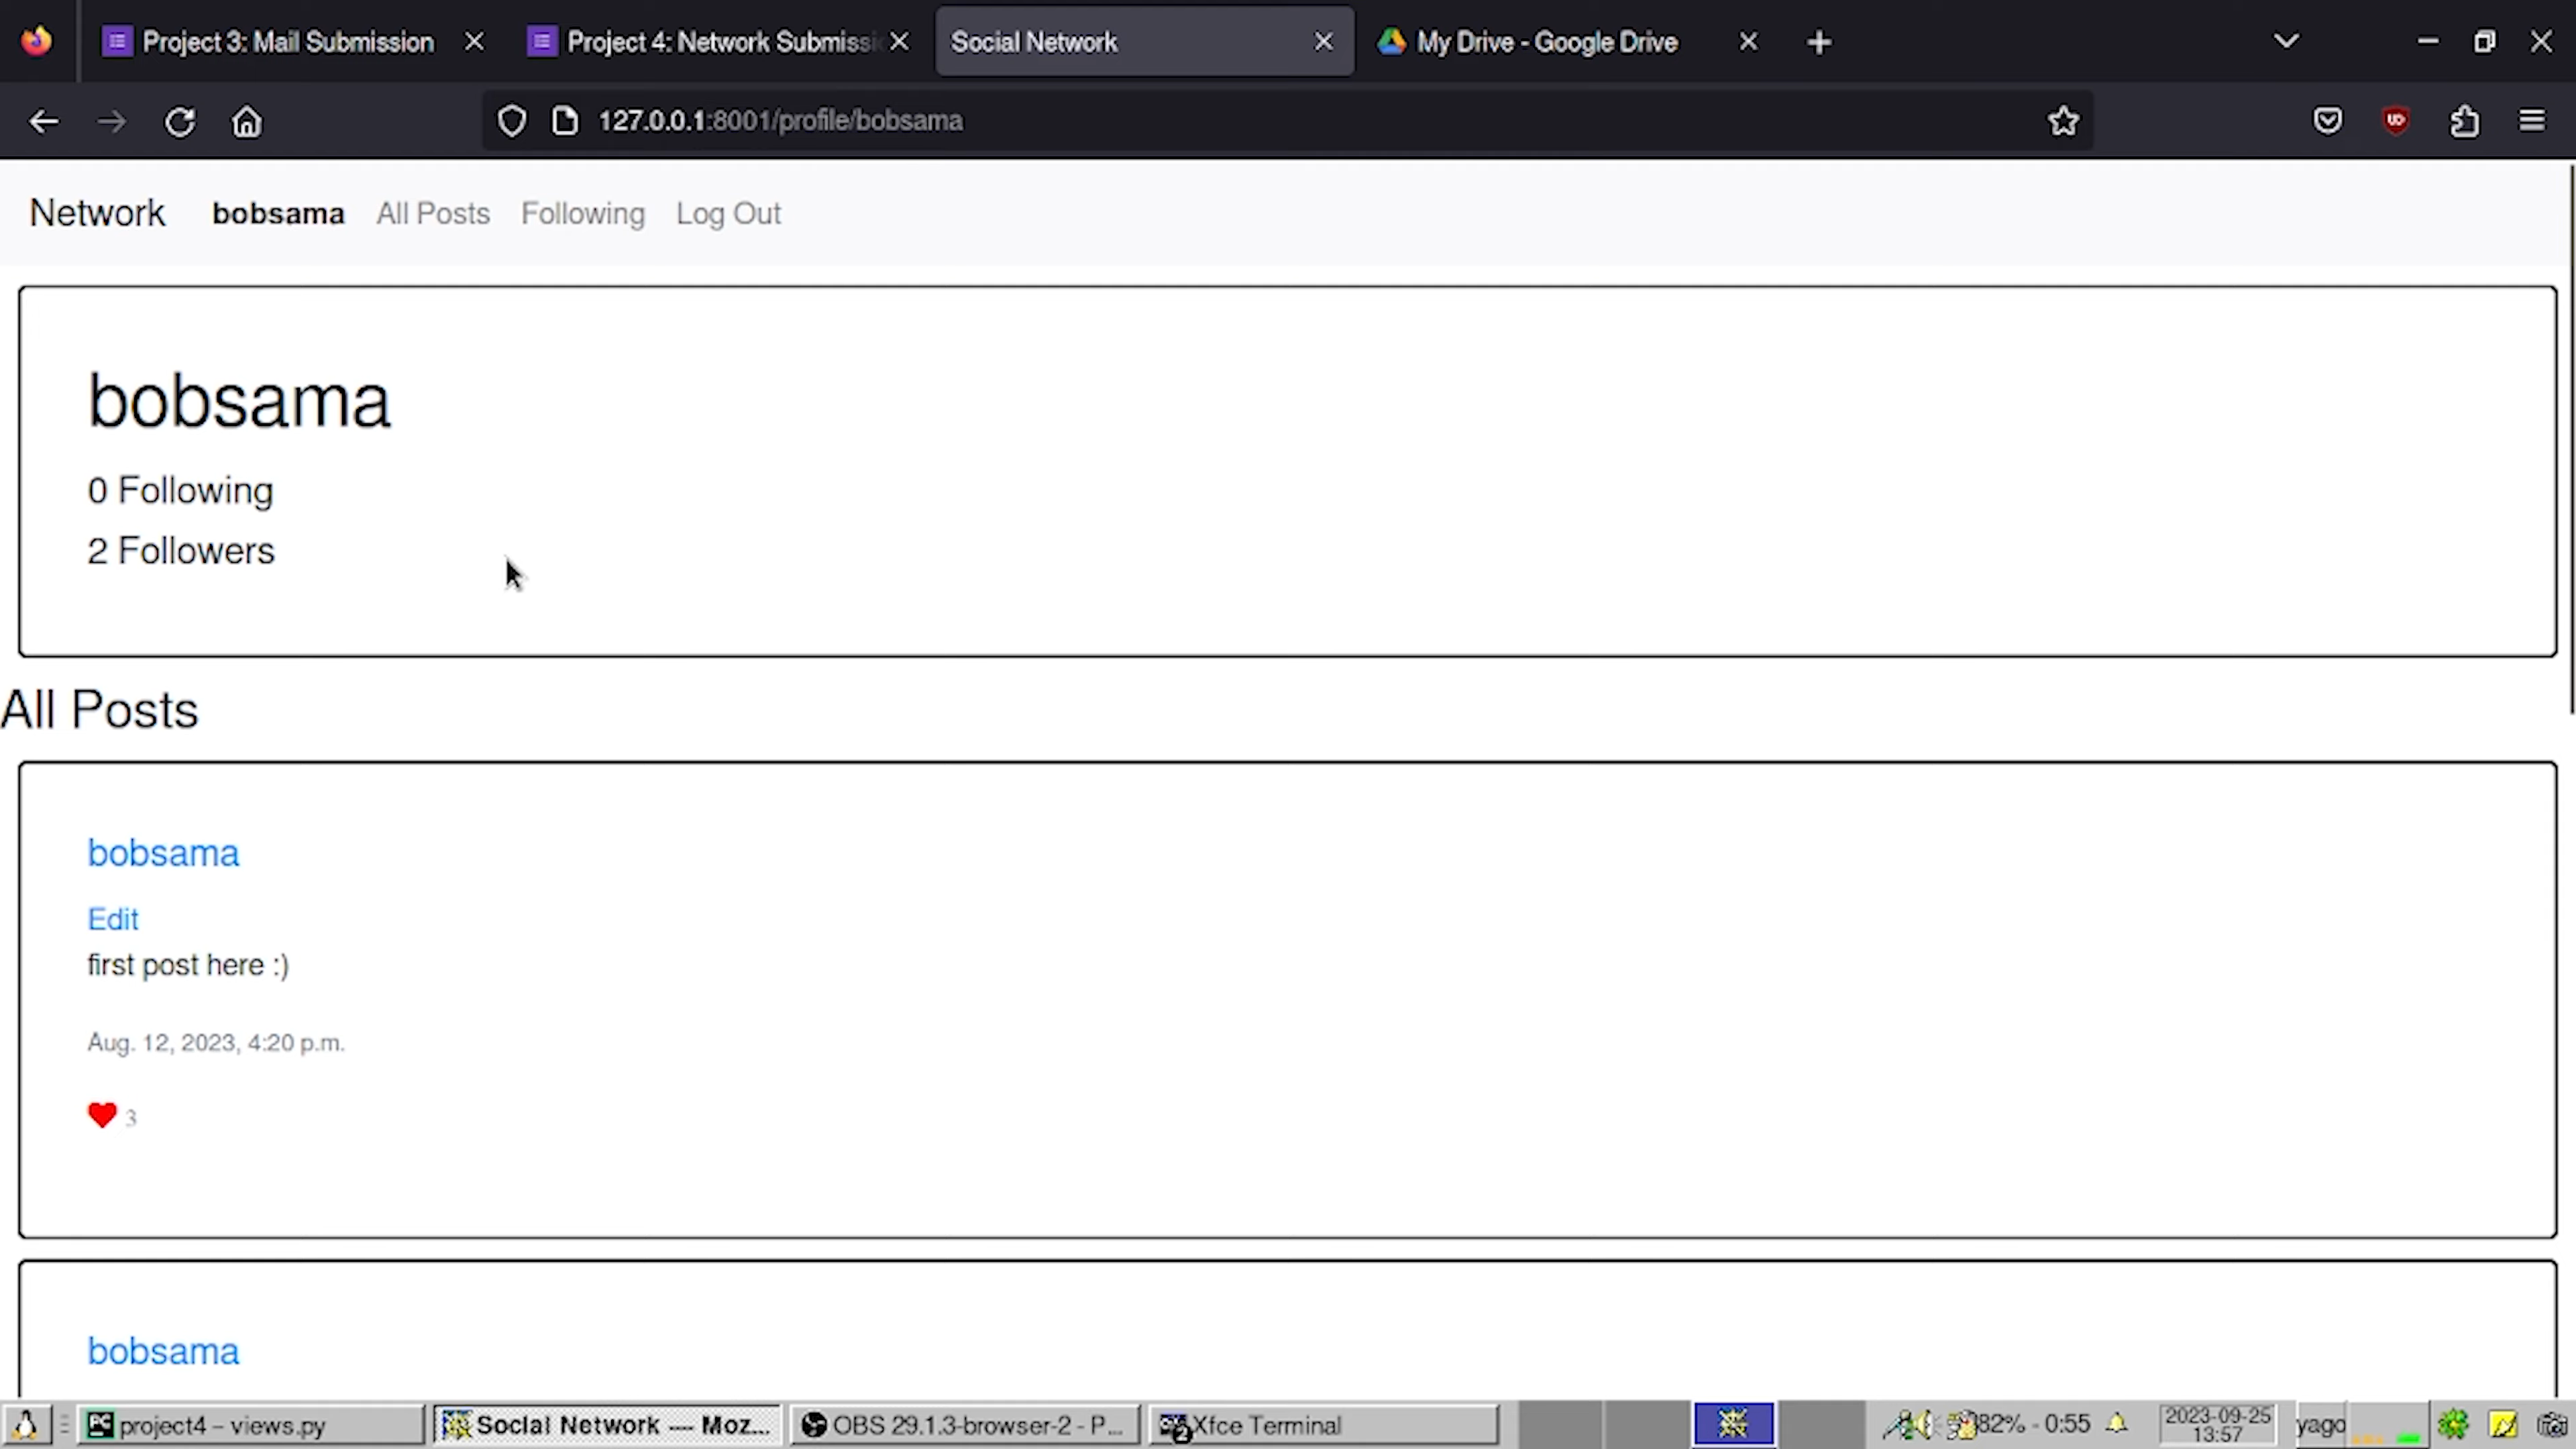 Project 3: Mail Submission
Project 4: Network Submissi
Social Network
My Drive - Google Drive
127.0.0.1:8001/profile/bobsama
Network bobsama All Posts Following Log Out
bobsama
0 Following
2 Followers
All Posts
bobsama
Edit
first post here :)
Aug. 12, 2023, 4:20 p.m.
3
bobsama
project4 – views.py
Social Network — Moz...
OBS 29.1.3-browser-2 - P...
Xfce Terminal
82% - 0:55
2023-09-25
13:57
yago